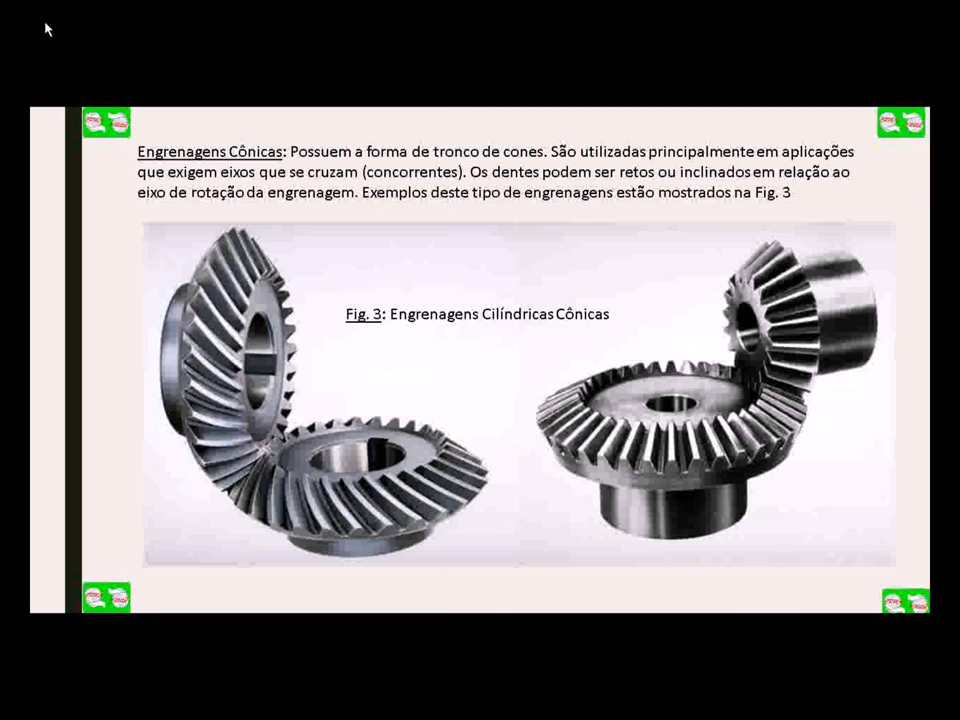 Engrenagens Cônicas: Possuem a forma de tronco de cones. São utilizadas principalmente em aplicações
que exigem eixos que se cruzam (concorrentes). Os dentes podem ser retos ou inclinados em relação ao
eixo de rotação da engrenagem. Exemplos deste tipo de engrenagens estão mostrados na Fig. 3
Fig. 3: Engrenagens Cilíndricas Cônicas